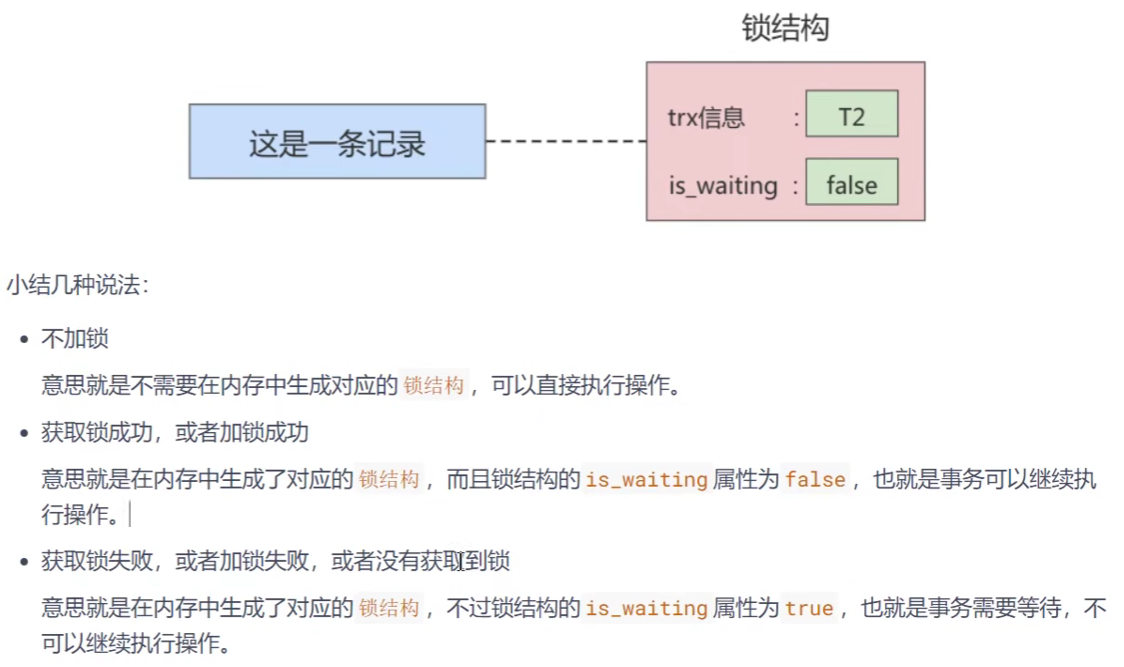 锁结构
这是一条记录
trx信息 : T2
is_waiting : false
小结几种说法：
• 不加锁
意思就是不需要在内存中生成对应的 锁结构 ，可以直接执行操作。
• 获取锁成功，或者加锁成功
意思就是在内存中生成了对应的 锁结构 ，而且锁结构的 is_waiting 属性为 false ，也就是事务可以继续执
行操作。
• 获取锁失败，或者加锁失败，或者没有获取到锁
意思就是在内存中生成了对应的 锁结构 ，不过锁结构的 is_waiting 属性为 true ，也就是事务需要等待，不
可以继续执行操作。